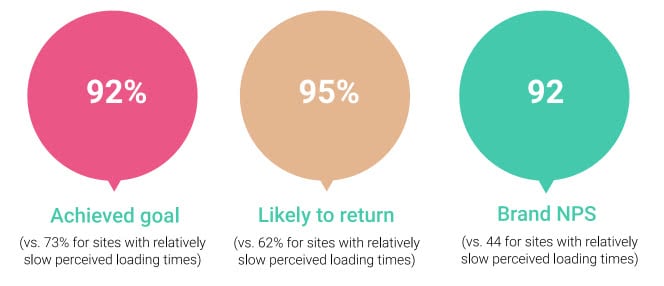 92%
95%
92
Achieved goal
(vs. 73% for sites with relatively
slow perceived loading times)
Likely to return
(vs. 62% for sites with relatively
slow perceived loading times)
Brand NPS
(vs. 44 for sites with relatively
slow perceived loading times)